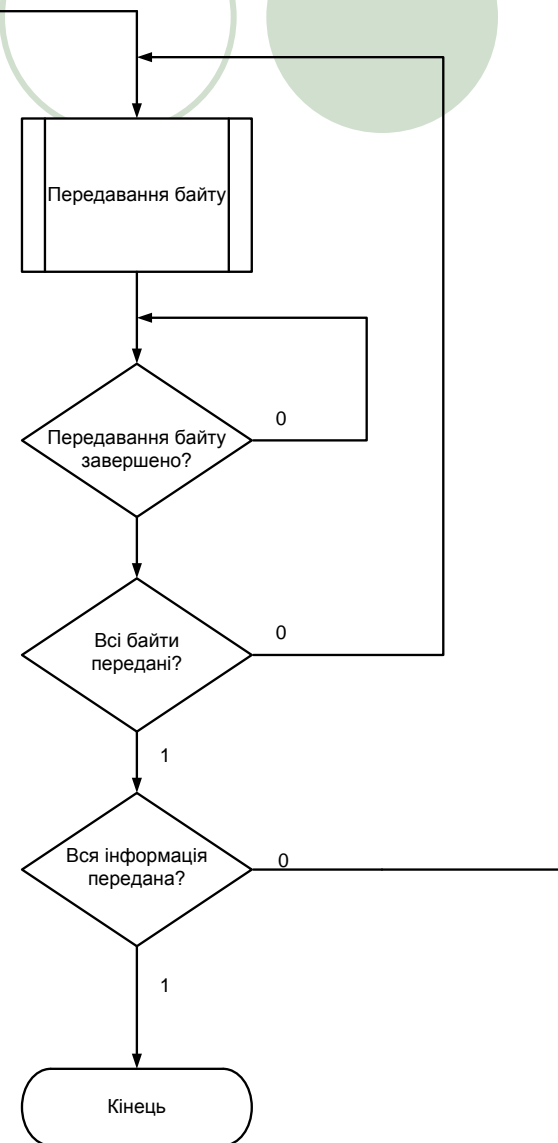 Передавання байту
Передавання байту
завершено?
0
Всі байти
передані?
0
1
Вся інформація
передана?
0
1
Кінець